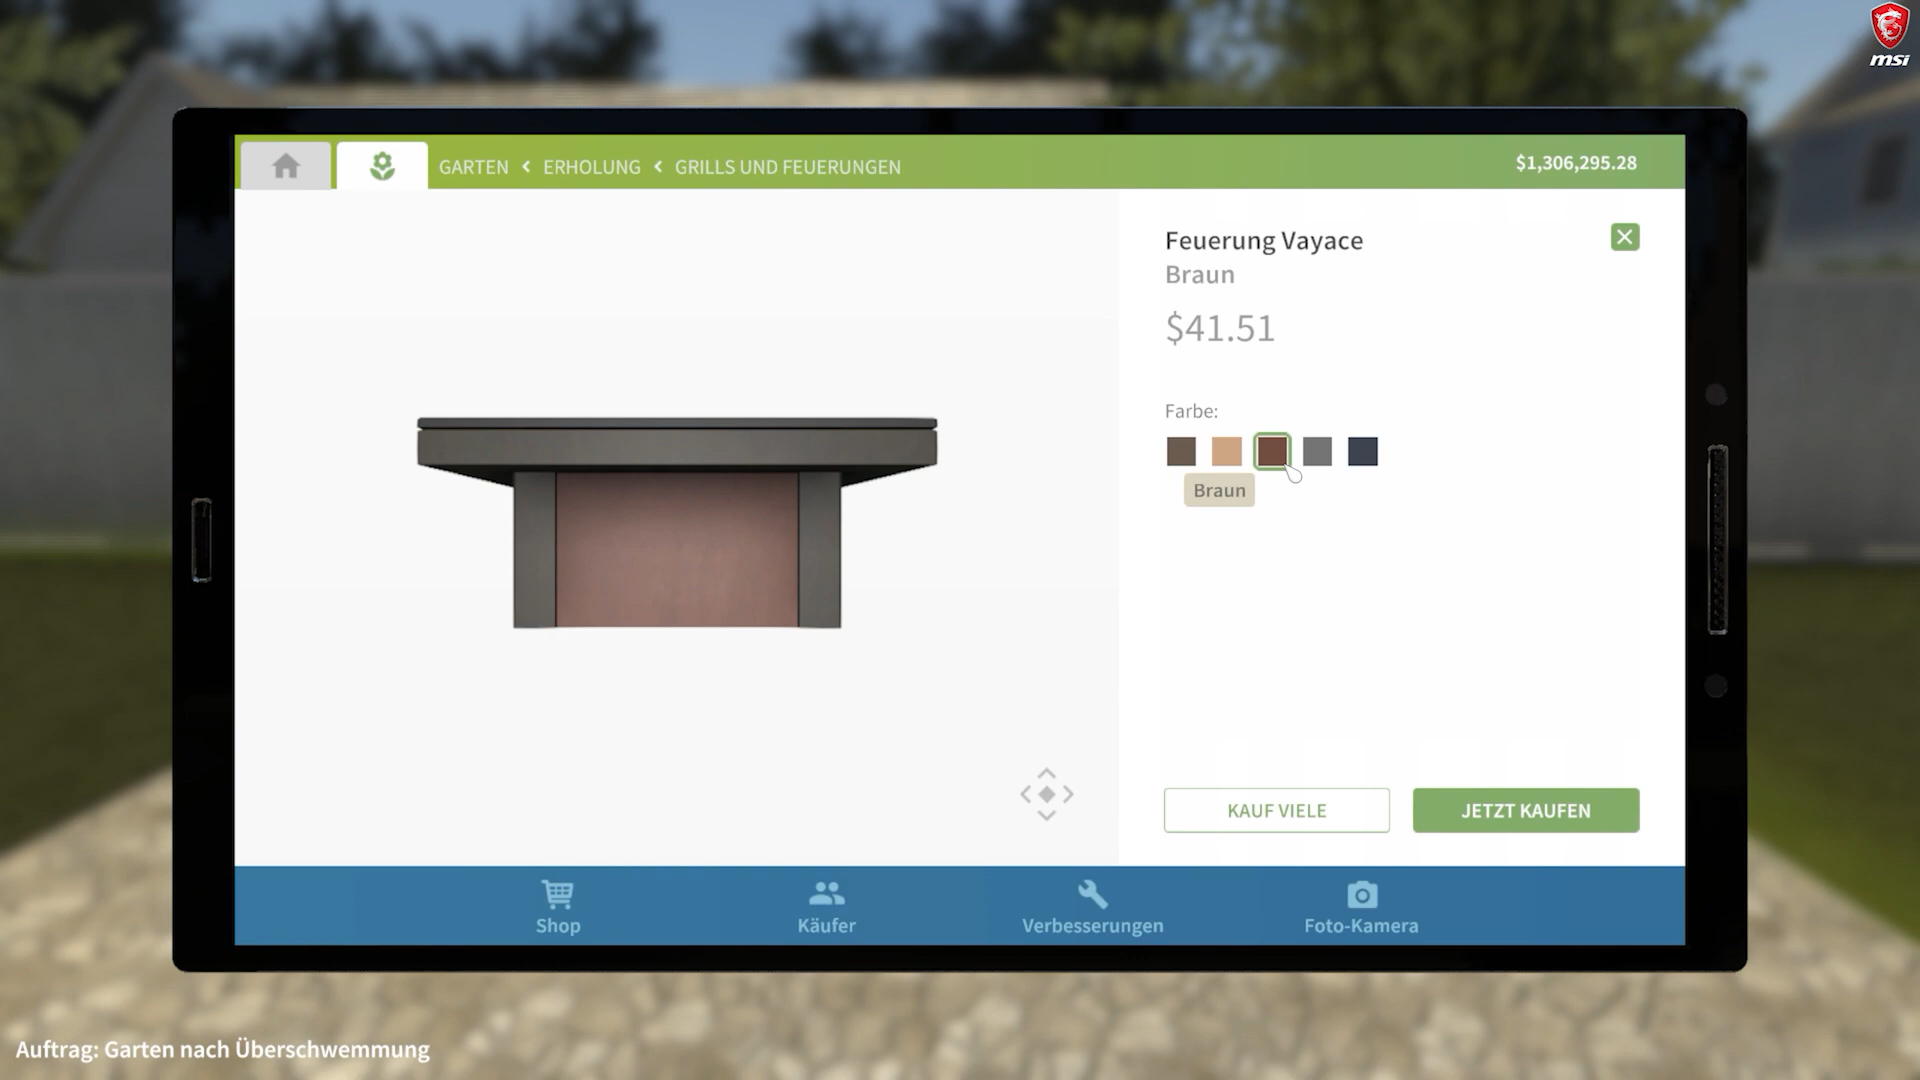 msi
GARTEN < ERHOLUNG < GRILLS UND FEUERUNGEN
$1,306,295.28
Feuerung Vayace
Braun
$41.51
Farbe:
Braun
KAUF VIELE
JETZT KAUFEN
Shop
Käufer
Verbesserungen
Foto-Kamera
Auftrag: Garten nach Überschwemmung